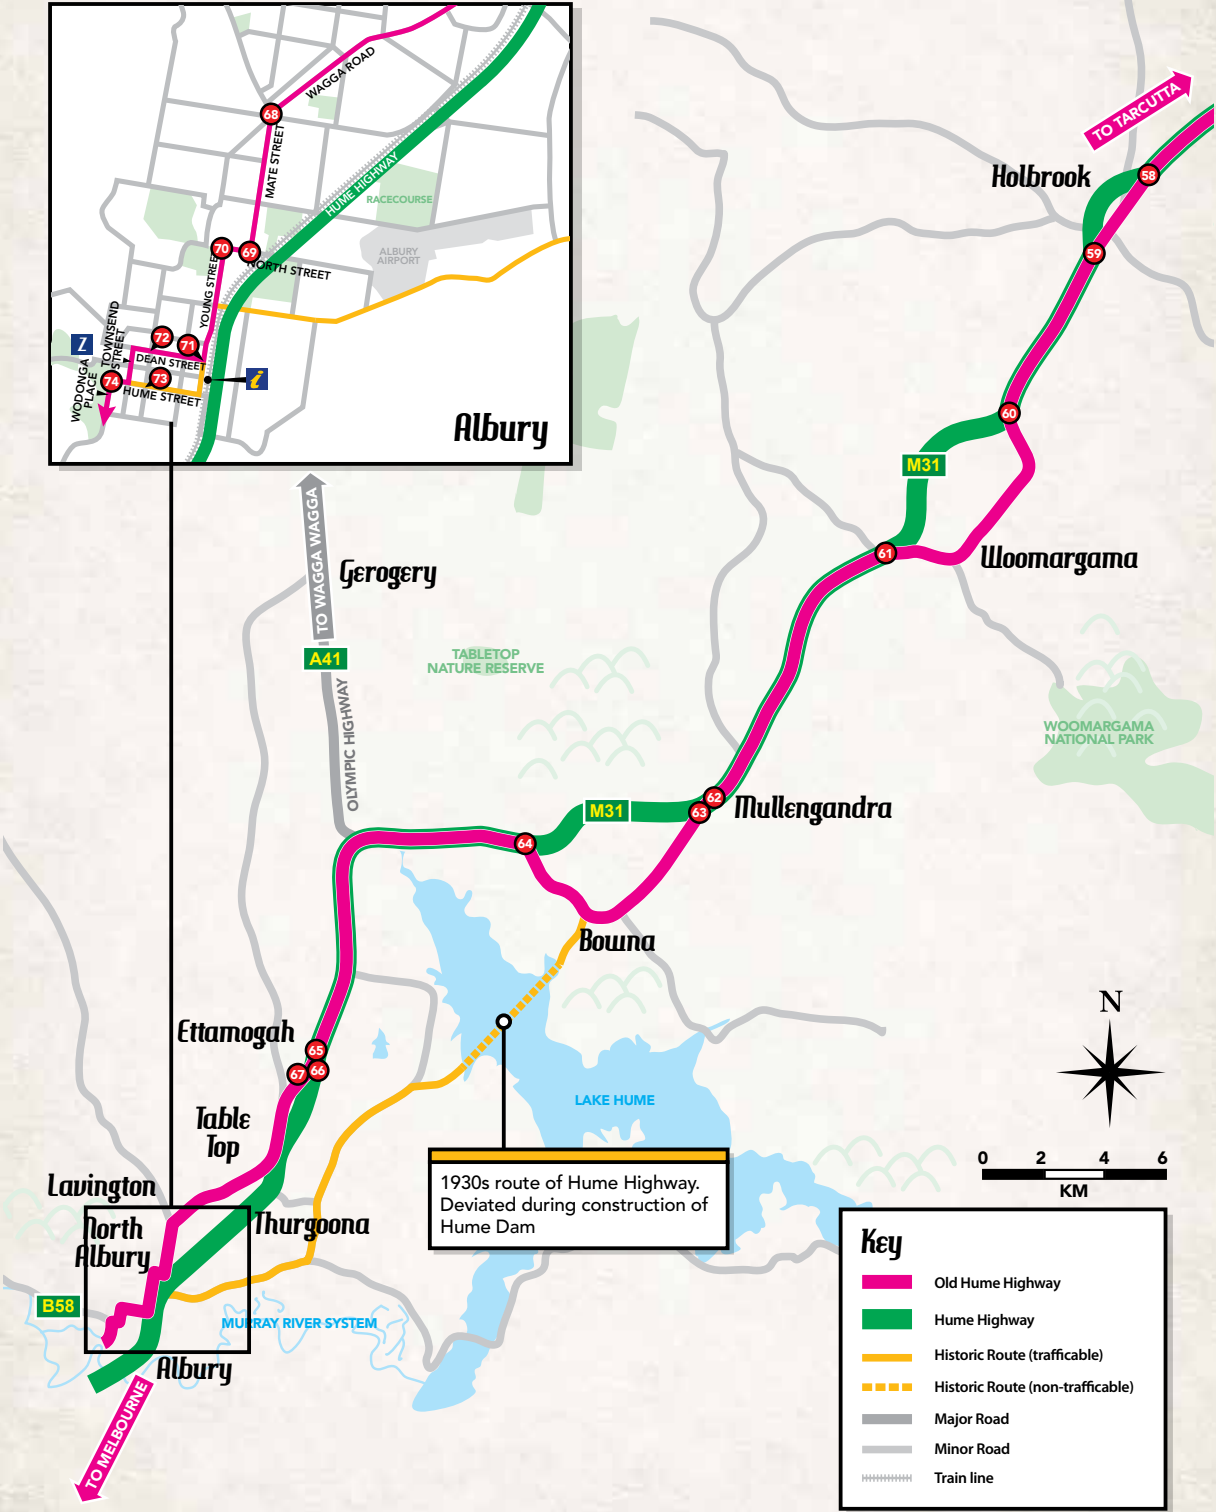 WAGGA ROAD
68
MATE STREET
HUME HIGHWAY
RACECOURSE
ALBURY
AIRPORT
70
69
NORTH STREET
YOUNG STREET
TOWNSEND
STREET
72
71
DEAN STREET
73
74
HUME STREET
WODONGA
PLACE
Z
i
Albury
TO TARCUTTA
Holbrook
58
59
60
M31
61
Woomargama
TO WAGGA WAGGA
Gerogery
A41
OLYMPIC HIGHWAY
TABLETOP
NATURE RESERVE
WOOMARGAMA
NATIONAL PARK
62
63
Mullengandra
M31
64
Bowna
Ettamogah
65
66
67
LAKE HUME
Table
Top
1930s route of Hume Highway.
Deviated during construction of
Hume Dam
Lavington
North
Albury
Thurgoona
B58
MURRAY RIVER SYSTEM
Albury
TO MELBOURNE
N
0 2 4 6
KM
Key
Old Hume Highway
Hume Highway
Historic Route (trafficable)
Historic Route (non-trafficable)
Major Road
Minor Road
Train line